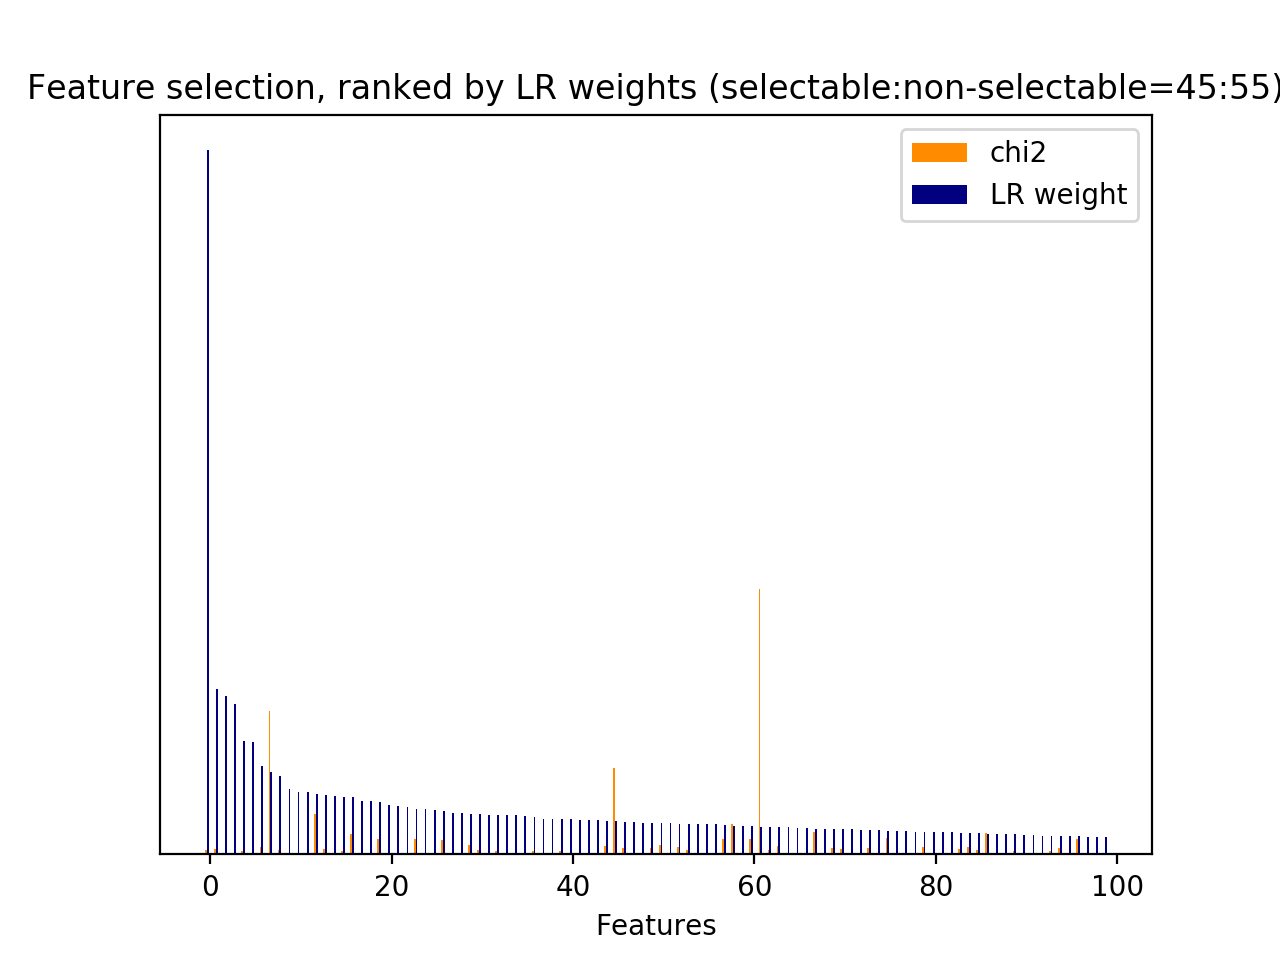 Feature selection, ranked by LR weights (selectable:non-selectable=45:55)
chi2
LR weight
0 20 40 60 80 100
Features